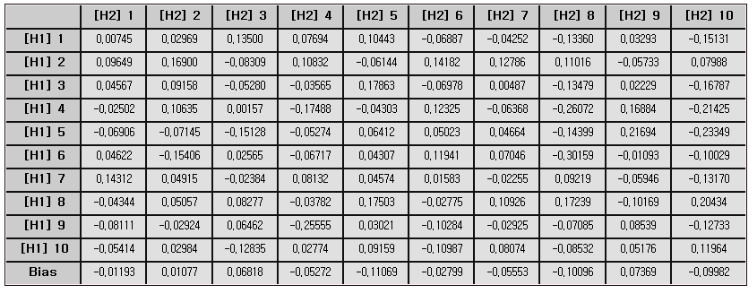 [H2] 1 [H2] 2 [H2] 3 [H2] 4 [H2] 5 [H2] 6 [H2] 7 [H2] 8 [H2] 9 [H2] 10
[H1] 1 0,00745 0,02969 0,13500 0,07694 0,10443 -0,06887 -0,04252 -0,13360 0,03293 -0,15131
[H1] 2 0,09649 0,16900 -0,08309 0,10832 -0,06144 0,14182 0,12786 0,11016 -0,05733 0,07988
[H1] 3 0,04567 0,09158 -0,05280 -0,03565 0,17863 -0,06978 0,00487 -0,13479 0,02229 -0,16787
[H1] 4 -0,02502 0,10635 0,00157 -0,17488 -0,04303 0,12325 -0,06368 -0,26072 0,16884 -0,21425
[H1] 5 -0,06906 -0,07145 -0,15128 -0,05274 0,06412 0,05023 0,04664 -0,14399 0,21694 -0,23349
[H1] 6 0,04622 -0,15406 0,02565 -0,06717 0,04307 0,11941 0,07046 -0,30159 -0,01093 -0,10029
[H1] 7 0,14312 0,04915 -0,02384 0,08132 0,04574 0,01583 -0,02255 0,09219 -0,05946 -0,13170
[H1] 8 -0,04344 0,05057 0,08277 -0,03782 0,17503 -0,02775 0,10926 0,17239 -0,10169 0,20434
[H1] 9 -0,08111 -0,02924 0,06462 -0,25555 0,03021 -0,10284 -0,02925 -0,07085 0,08539 -0,12733
[H1] 10 -0,05414 0,02984 -0,12835 0,02774 0,09159 -0,10987 0,08074 -0,08532 0,05176 0,11964
Bias -0,01193 0,01077 0,06818 -0,05272 -0,11069 -0,02799 -0,05553 -0,10096 0,07369 -0,09982